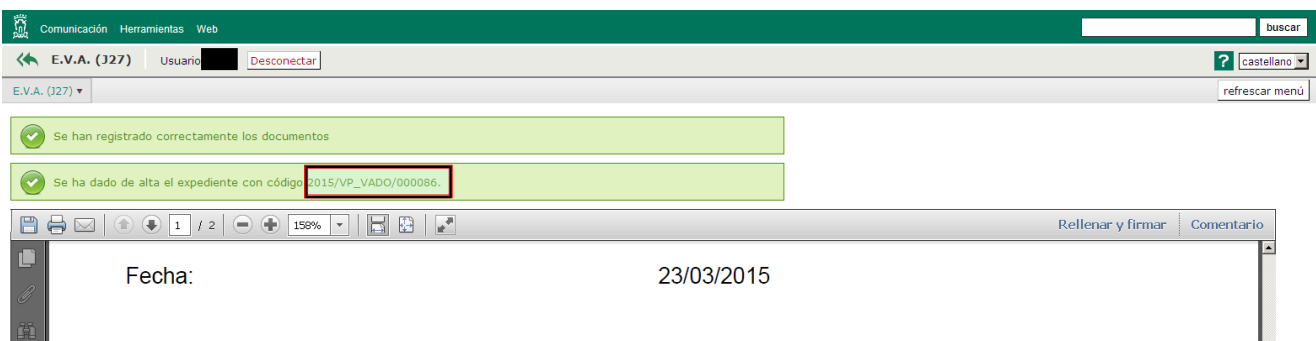 Comunicación Herramientas Web buscar
E.V.A. (J27) Usuario Desconectar ? castellano
E.V.A. (J27) refrescar menú
Se han registrado correctamente los documentos
Se ha dado de alta el expediente con código 2015/VP_VADO/000086.
1 / 2 158% Rellenar y firmar Comentario
Fecha: 23/03/2015